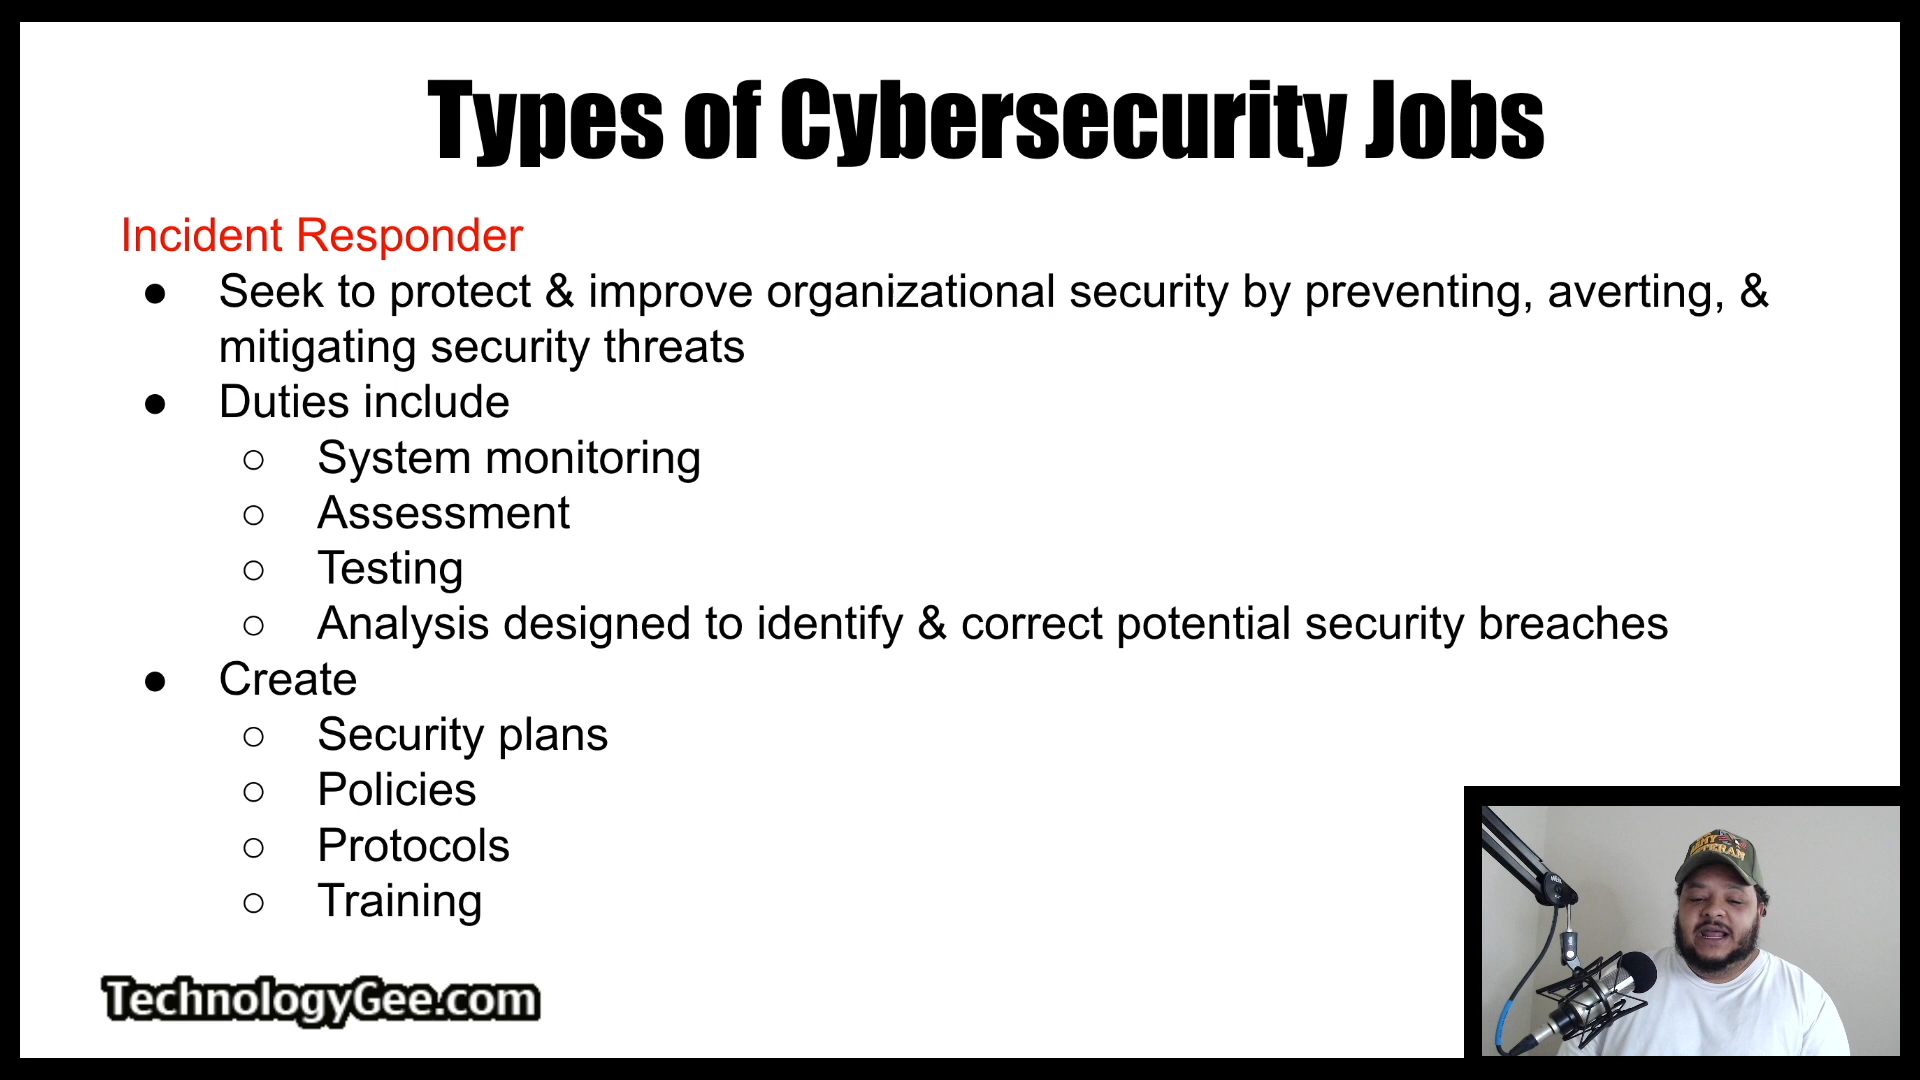 Types of Cybersecurity Jobs
Incident Responder
● Seek to protect & improve organizational security by preventing, averting, &
mitigating security threats
● Duties include
○ System monitoring
○ Assessment
○ Testing
○ Analysis designed to identify & correct potential security breaches
● Create
○ Security plans
○ Policies
○ Protocols
○ Training
TechnologyGee.com
ARMY
VETERAN